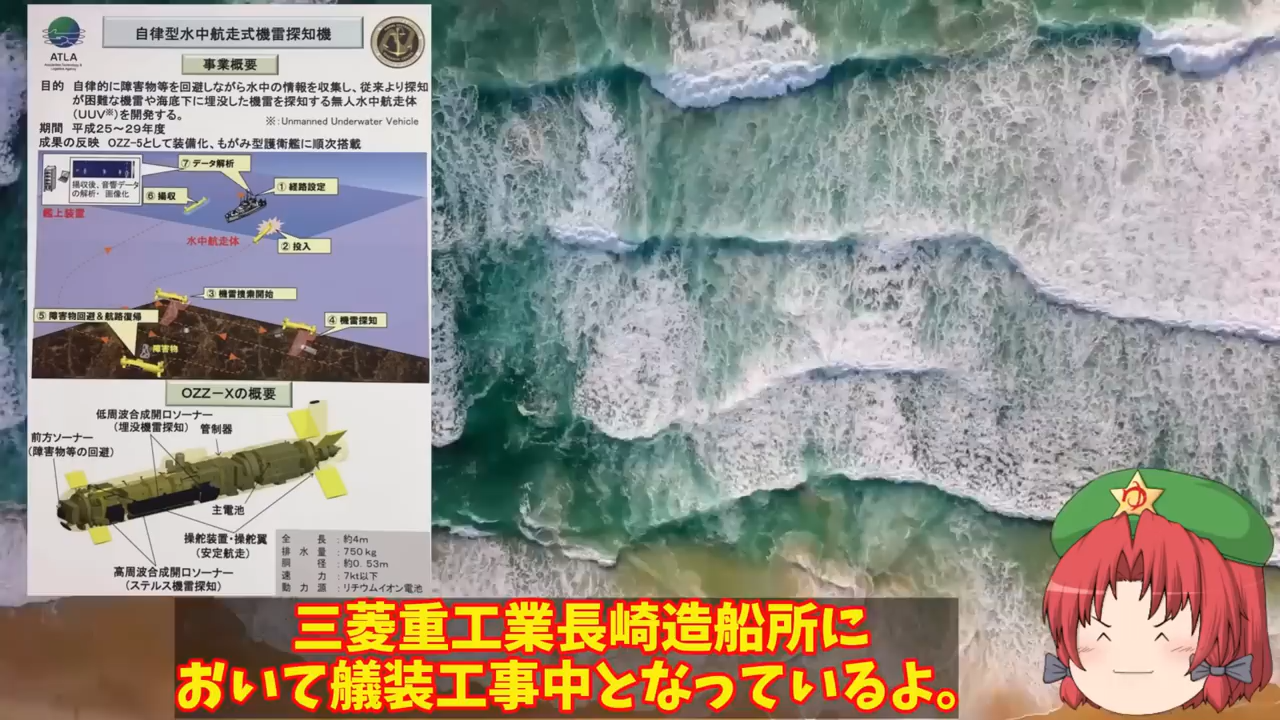 ATLA
自律型水中航走式機雷探知機
事業概要
目的 自律的に障害物等を回避しながら水中の情報を収集し、従来より探知
が困難な機雷や海底下に埋没した機雷を探知する無人水中航走体
(UUV※)を開発する。
※:Unmanned Underwater Vehicle
期間 平成25〜29年度
成果の反映 OZZ-5として装備化、もがみ型護衛艦に順次搭載
⑦データ解析
揚収後、音響データ
の解析・画像化
艦上装置
⑥揚収
①経路設定
水中航走体
②投入
③機雷捜索開始
⑤障害物回避&航路復帰
④機雷探知
障害物
OZZ-Xの概要
低周波合成開口ソーナー
(埋没機雷探知)
管制器
前方ソーナー
(障害物等の回避)
主電池
操舵装置・操舵翼
(安定航走)
高周波合成開口ソーナー
(ステルス機雷探知)
全長:約4m
排水量:750kg
胴径:約0.53m
速力:7kt以下
動力源:リチウムイオン電池
三菱重工業長崎造船所に
おいて艤装工事中となっているよ。